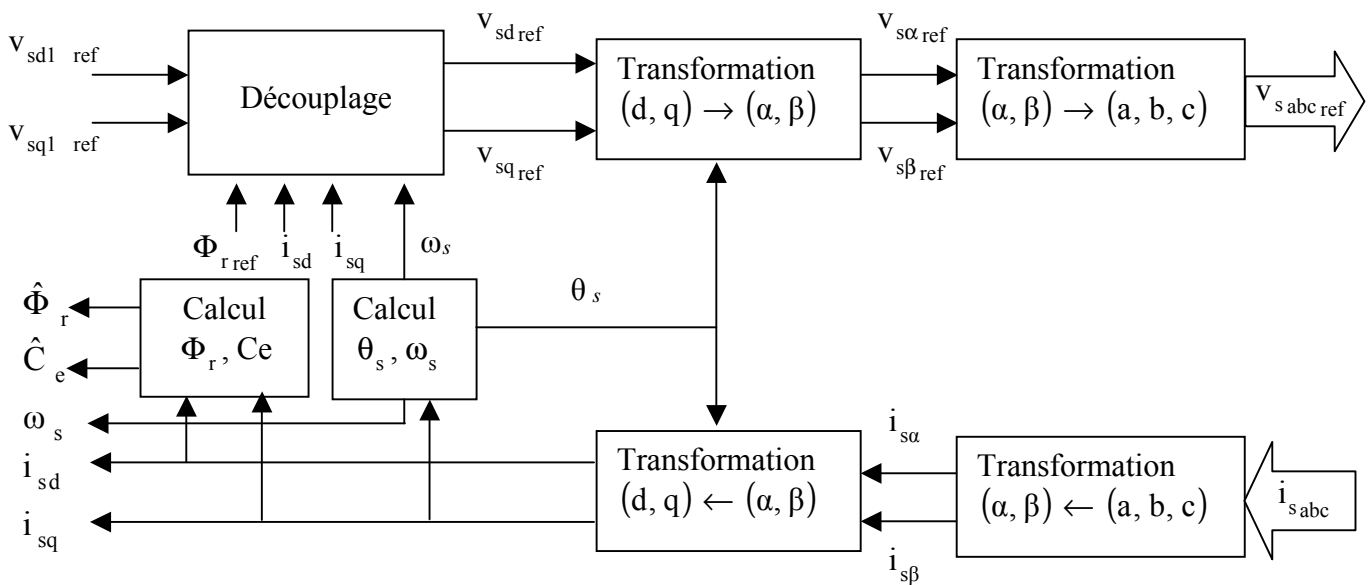 v_sd1 ref
v_sq1 ref
Découplage
v_sd ref
v_sq ref
Transformation
(d, q) → (α, β)
v_sα ref
v_sβ ref
Transformation
(α, β) → (a, b, c)
v_s abc ref
Φ_r ref
i_sd
i_sq
ω_s
Φ̂_r
Ĉ_e
Calcul
Φ_r , Ce
Calcul
θ_s , ω_s
θ_s
ω_s
i_sd
i_sq
Transformation
(d, q) ← (α, β)
i_sα
i_sβ
Transformation
(α, β) ← (a, b, c)
i_s abc